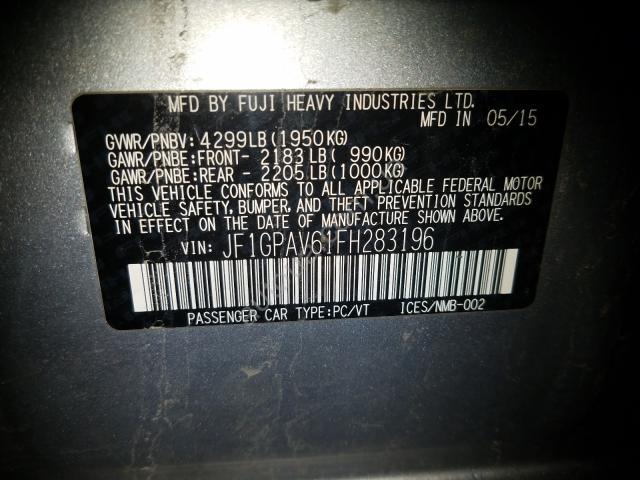 MFD BY FUJI HEAVY INDUSTRIES LTD.
MFD IN 05/15
GVWR/PNBV: 4299LB(1950KG)
GAWR/PNBE:FRONT- 2183LB( 990KG)
GAWR/PNBE:REAR - 2205LB(1000KG)
THIS VEHICLE CONFORMS TO ALL APPLICABLE FEDERAL MOTOR
VEHICLE SAFETY, BUMPER, AND THEFT PREVENTION STANDARDS
IN EFFECT ON THE DATE OF MANUFACTURE SHOWN ABOVE.
VIN: JF1GPAV61FH283196
PASSENGER CAR TYPE:PC/VT ICES/NMB-002